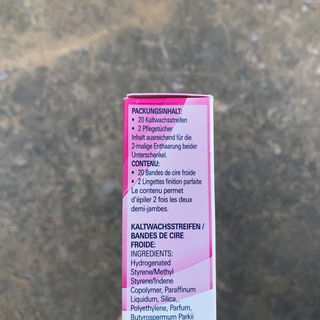 PACKUNGSINHALT:
• 20 Kaltwachsstreifen
• 2 Pflegetücher
Inhalt ausreichend für die
2-malige Enthaarung beider
Unterschenkel.
CONTENU:
• 20 Bandes de cire froide
• 2 Lingettes finition parfaite
Le contenu permet
d'épiler 2 fois les deux
demi-jambes.
KALTWACHSSTREIFEN /
BANDES DE CIRE
FROIDE:
INGREDIENTS:
Hydrogenated
Styrene/Methyl
Styrene/Indene
Copolymer, Paraffinum
Liquidum, Silica,
Polyethylene, Parfum,
Butyrospermum Parkii